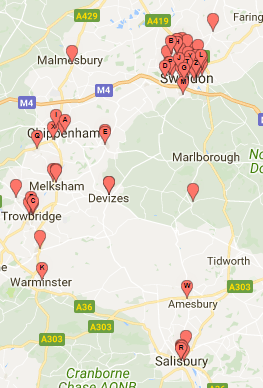 A429
A419
Faring
Malmesbury
Swindon
M4
M4
Chippenham
Marlborough
Melksham
Devizes
Trowbridge
Tidworth
Warminster
A303
Amesbury
A36
A303
A303
Salisbury
A36
Cranborne
Chase AONB
B
H
J
L
D
T
Z
G
M
I
A
X
Q
E
C
K
W
R